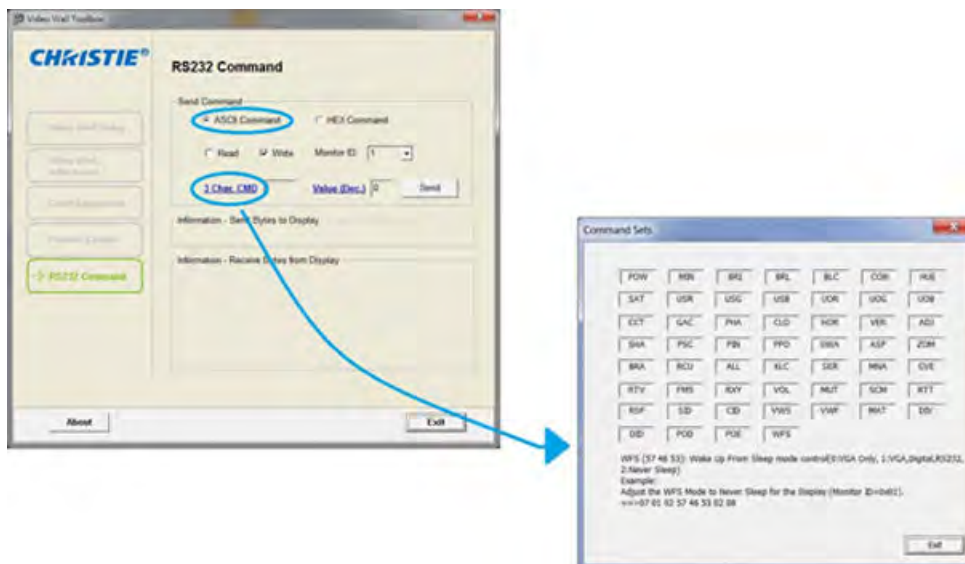 Video Wall Toolbox
CHRISTIE®
RS232 Command
Send Command
ASCII Command
HEX Command
Read
Write
Monitor ID:
1
3 Char. CMD
Value (Dec.)
0
Send
Information - Send Bytes to Display
Information - Receive Bytes from Display
RS232 Command
About
Exit
Command Sets
POW MIN BRI BRL BLC CON HUE
SAT USR USG USB UOR UOG UOB
CCT GAC PHA CLO HOR VER ADJ
SHA PSC PIN PPO SWA ASP ZOM
BRA RCU ALL KLC SER MNA GVE
RTV FMS RXY VOL MUT SCM RTT
RSF SID CID VWS VWF MAT
DID POD POE WFS
WFS (57 46 53): Wake Up From Sleep mode control(0:VGA Only, 1:VGA,Digital,RS232,
2:Never Sleep)
Example:
Adjust the WFS Mode to Never Sleep for the Display (Monitor ID=0x01).
==>07 01 02 57 46 53 02 08
Exit